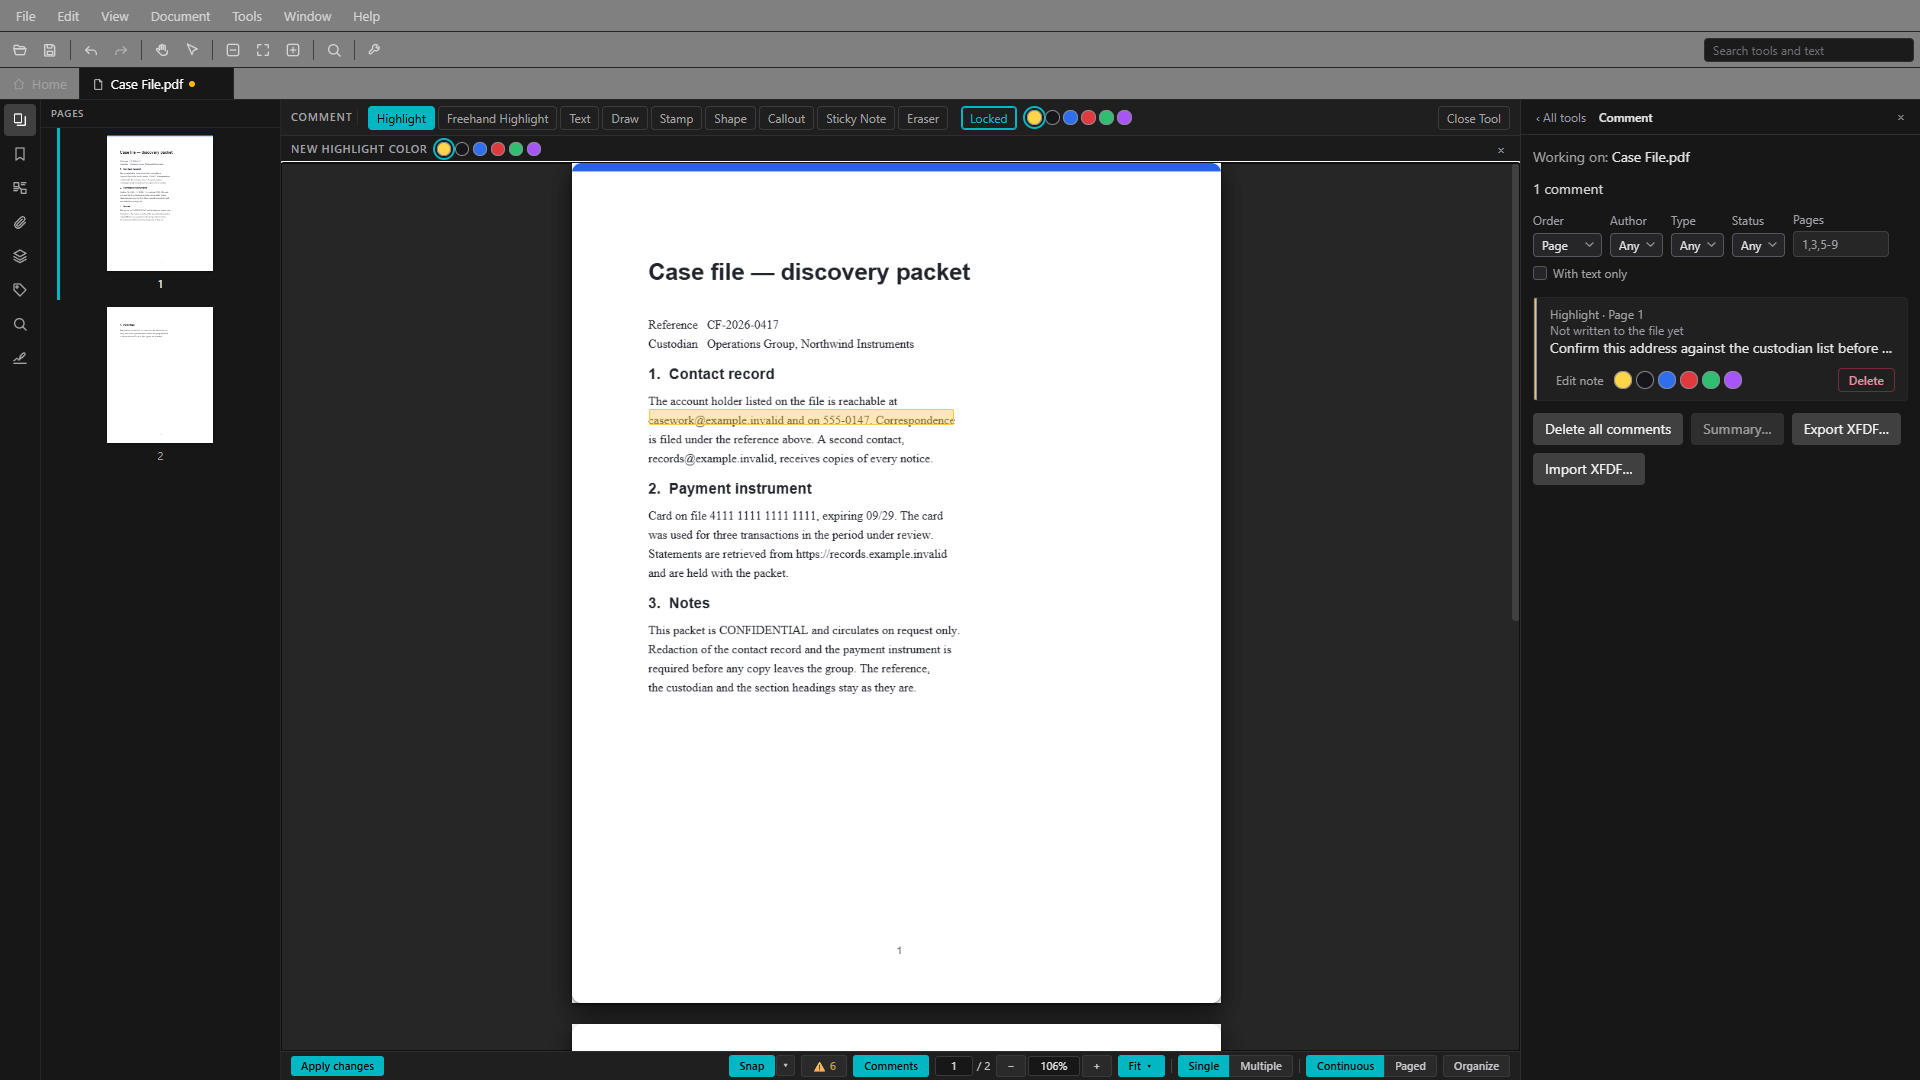 File Edit View Document Tools Window Help
Search tools and text
Home Case File.pdf
PAGES
1
2
COMMENT Highlight Freehand Highlight Text Draw Stamp Shape Callout Sticky Note Eraser Locked Close Tool
NEW HIGHLIGHT COLOR ×
Case file — discovery packet
Reference CF-2026-0417
Custodian Operations Group, Northwind Instruments
1. Contact record
The account holder listed on the file is reachable at
casework@example.invalid and on 555-0147. Correspondence
is filed under the reference above. A second contact,
records@example.invalid, receives copies of every notice.
2. Payment instrument
Card on file 4111 1111 1111 1111, expiring 09/29. The card
was used for three transactions in the period under review.
Statements are retrieved from https://records.example.invalid
and are held with the packet.
3. Notes
This packet is CONFIDENTIAL and circulates on request only.
Redaction of the contact record and the payment instrument is
required before any copy leaves the group. The reference,
the custodian and the section headings stay as they are.
1
‹ All tools Comment ×
Working on: Case File.pdf
1 comment
Order Author Type Status Pages
Page Any Any Any 1,3,5-9
With text only
Highlight · Page 1
Not written to the file yet
Confirm this address against the custodian list before ...
Edit note Delete
Delete all comments Summary... Export XFDF...
Import XFDF...
Apply changes Snap 6 Comments 1 / 2 − 106% + Fit Single Multiple Continuous Paged Organize